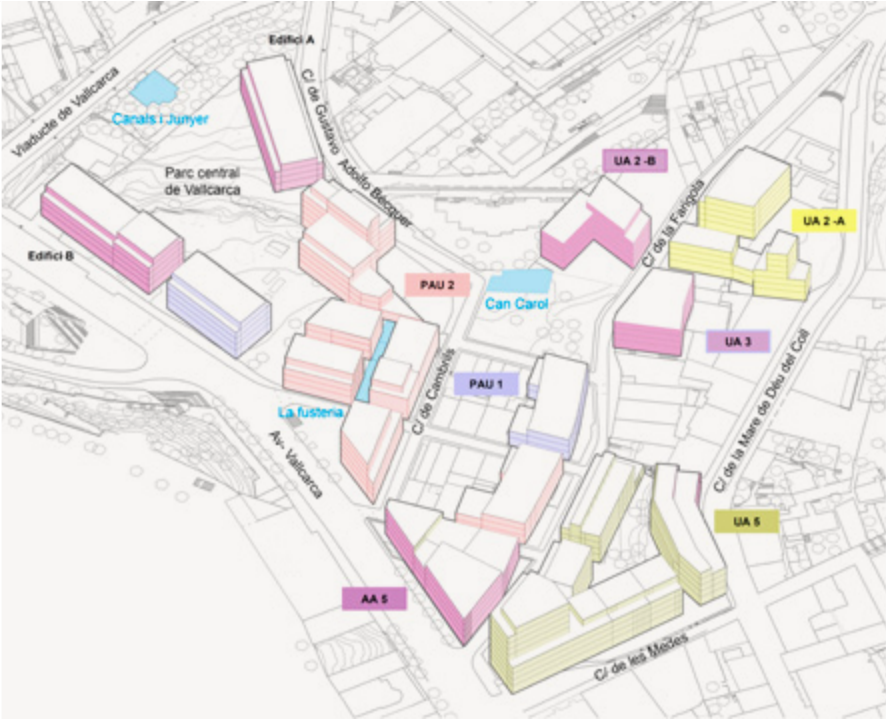 Edifici A
Viaducte de Vallcarca
Canals i Junyer
C/ de Gustavo Adolfo Bécquer
Parc central
de Vallcarca
UA 2 -B
C/ de la Farigola
UA 2 -A
Edifici B
PAU 2
Can Carol
UA 3
PAU 1
C/ de Cambrils
La fusteria
Av- Vallcarca
C/ de la Mare de Déu del Coll
UA 5
AA 5
C/ de les Medes